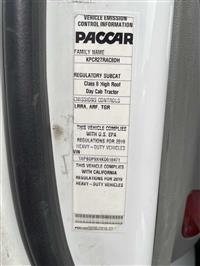 VEHICLE EMISSION
CONTROL INFORMATION
PACCAR
FAMILY NAME
REGULATORY SUBCAT
Class 8 High Roof
Day Cab Tractor
EMISSIONS CONTROLS
LRRA, ARF, TGR
THIS VEHICLE COMPLIES
WITH U.S. EPA
REGULATIONS FOR 2019
HEAVY-DUTY VEHICLES
VIN
THIS VEHICLE COMPLIES
WITH CALIFORNIA
REGULATIONS FOR 2019
HEAVY-DUTY VEHICLES